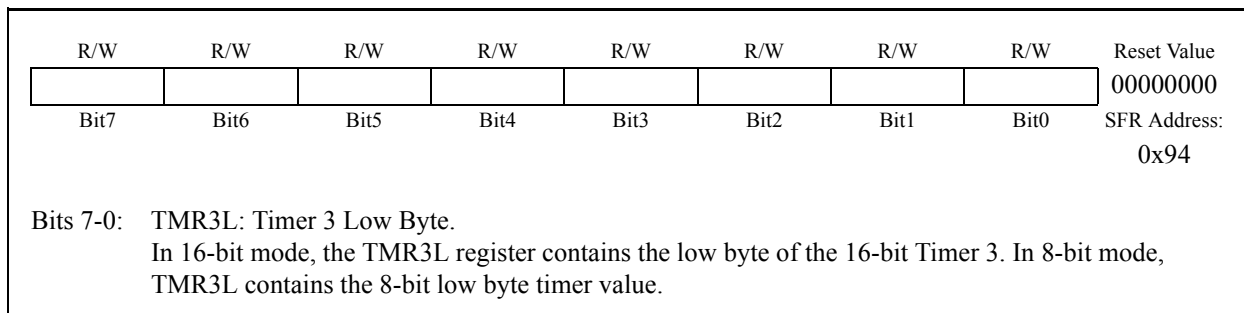 R/W R/W R/W R/W R/W R/W R/W R/W Reset Value
00000000
Bit7 Bit6 Bit5 Bit4 Bit3 Bit2 Bit1 Bit0 SFR Address:
0x94
Bits 7-0: TMR3L: Timer 3 Low Byte.
In 16-bit mode, the TMR3L register contains the low byte of the 16-bit Timer 3. In 8-bit mode,
TMR3L contains the 8-bit low byte timer value.